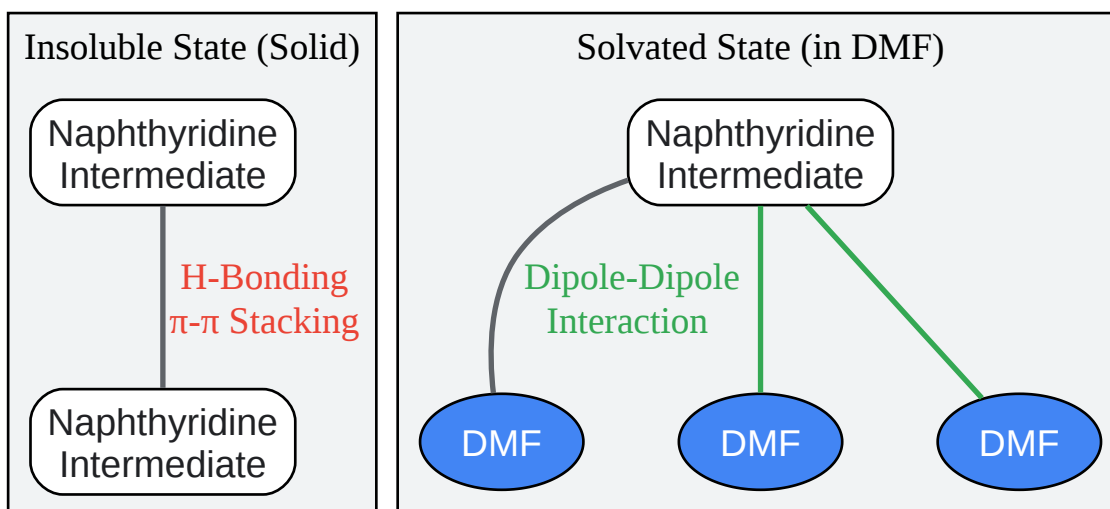 Insoluble State (Solid)
Naphthyridine
Intermediate
H-Bonding
π-π Stacking
Naphthyridine
Intermediate
Solvated State (in DMF)
Naphthyridine
Intermediate
Dipole-Dipole
Interaction
DMF
DMF
DMF